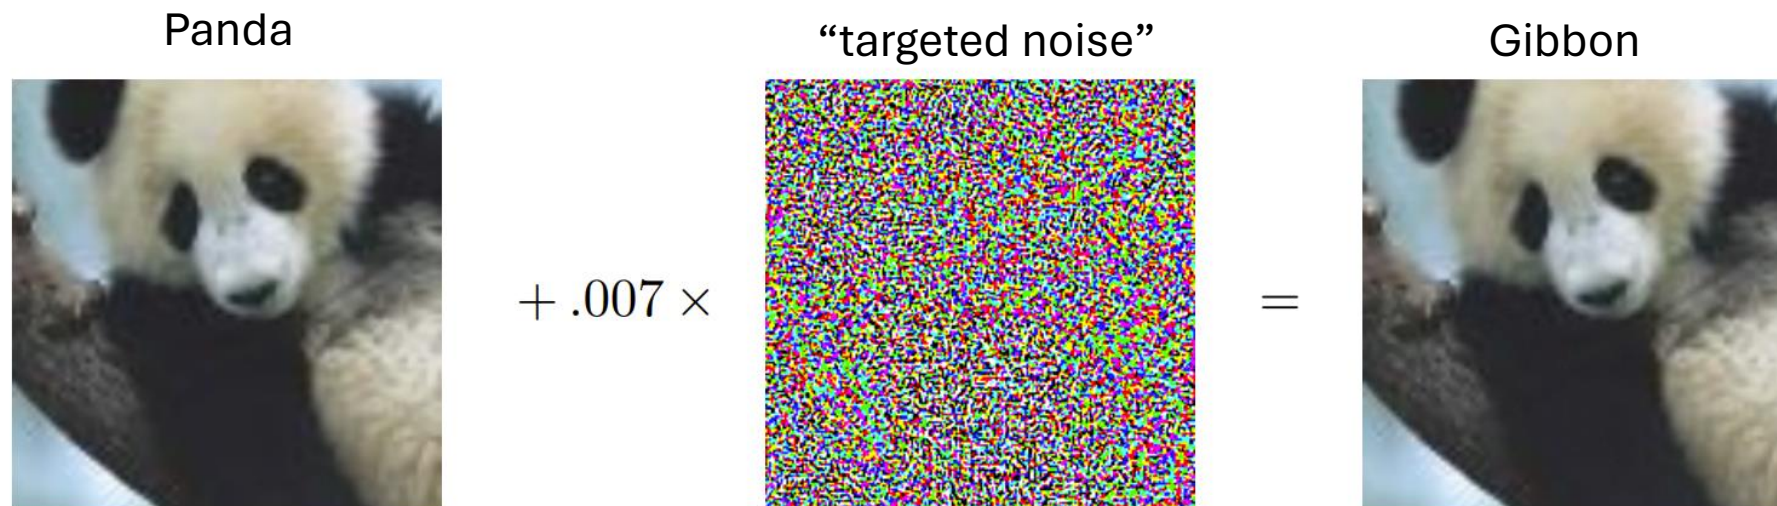 Panda
“targeted noise”
Gibbon
+ .007 ×
=